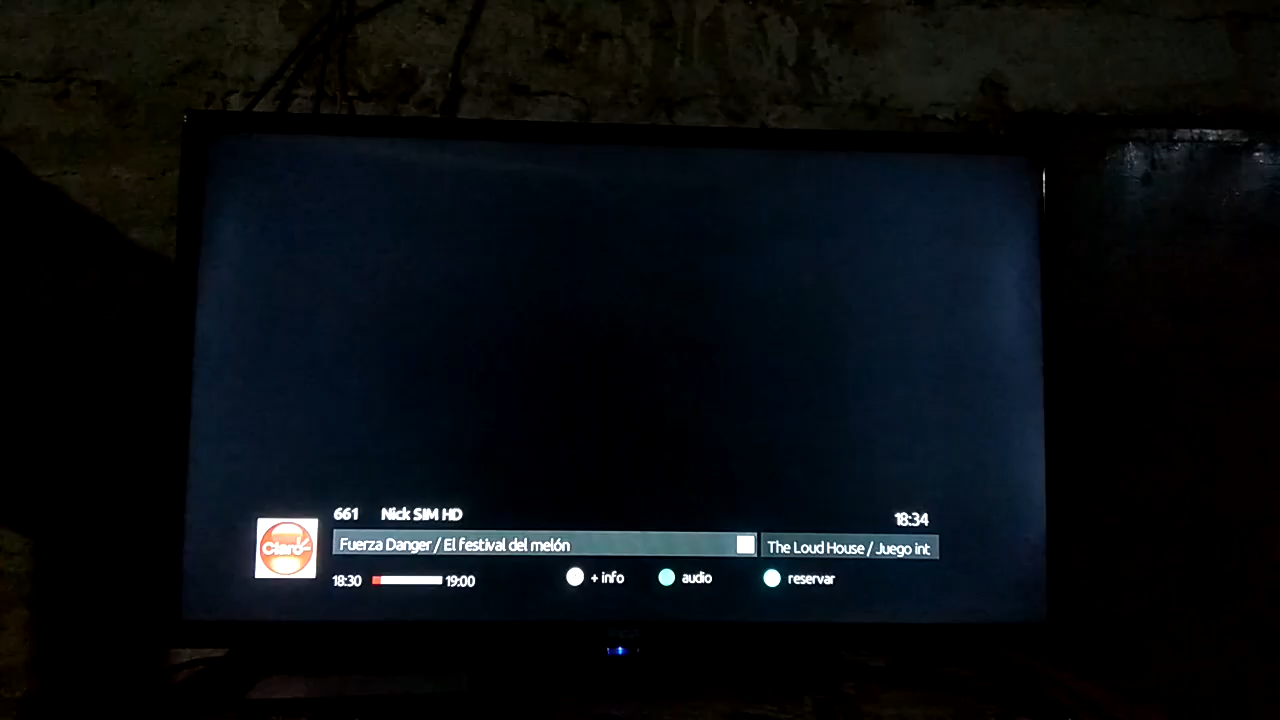 661 Nick SIM HD 18:34
Claro
Fuerza Danger / El festival del melón The Loud House / Juego int
18:30 19:00 + info audio reservar